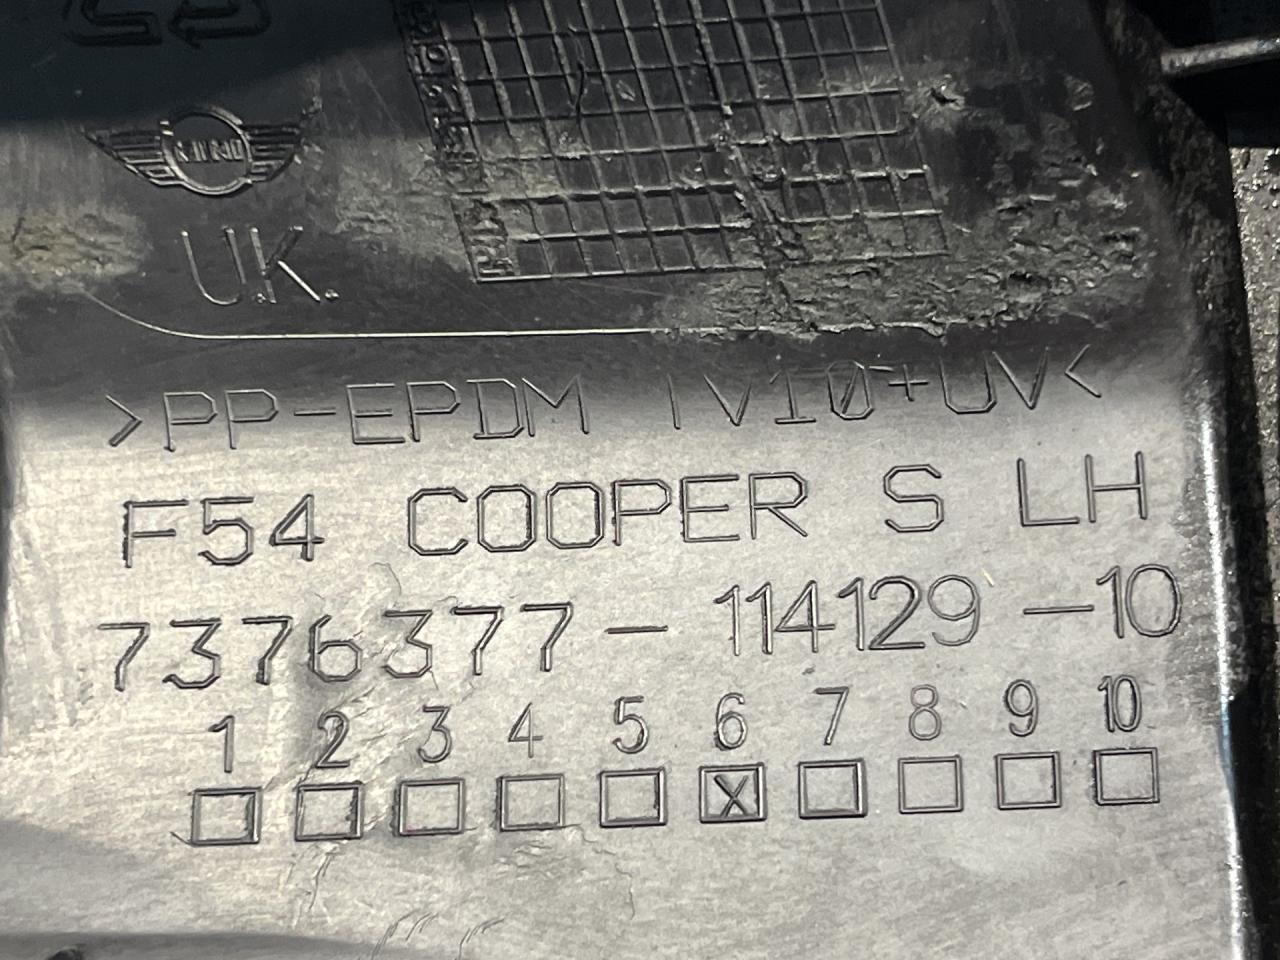 MINI
U.K.
>PP-EPDM TV10+UV<
F54 COOPER S LH
7376377- 114129 -10
1 2 3 4 5 6 7 8 9 10
X